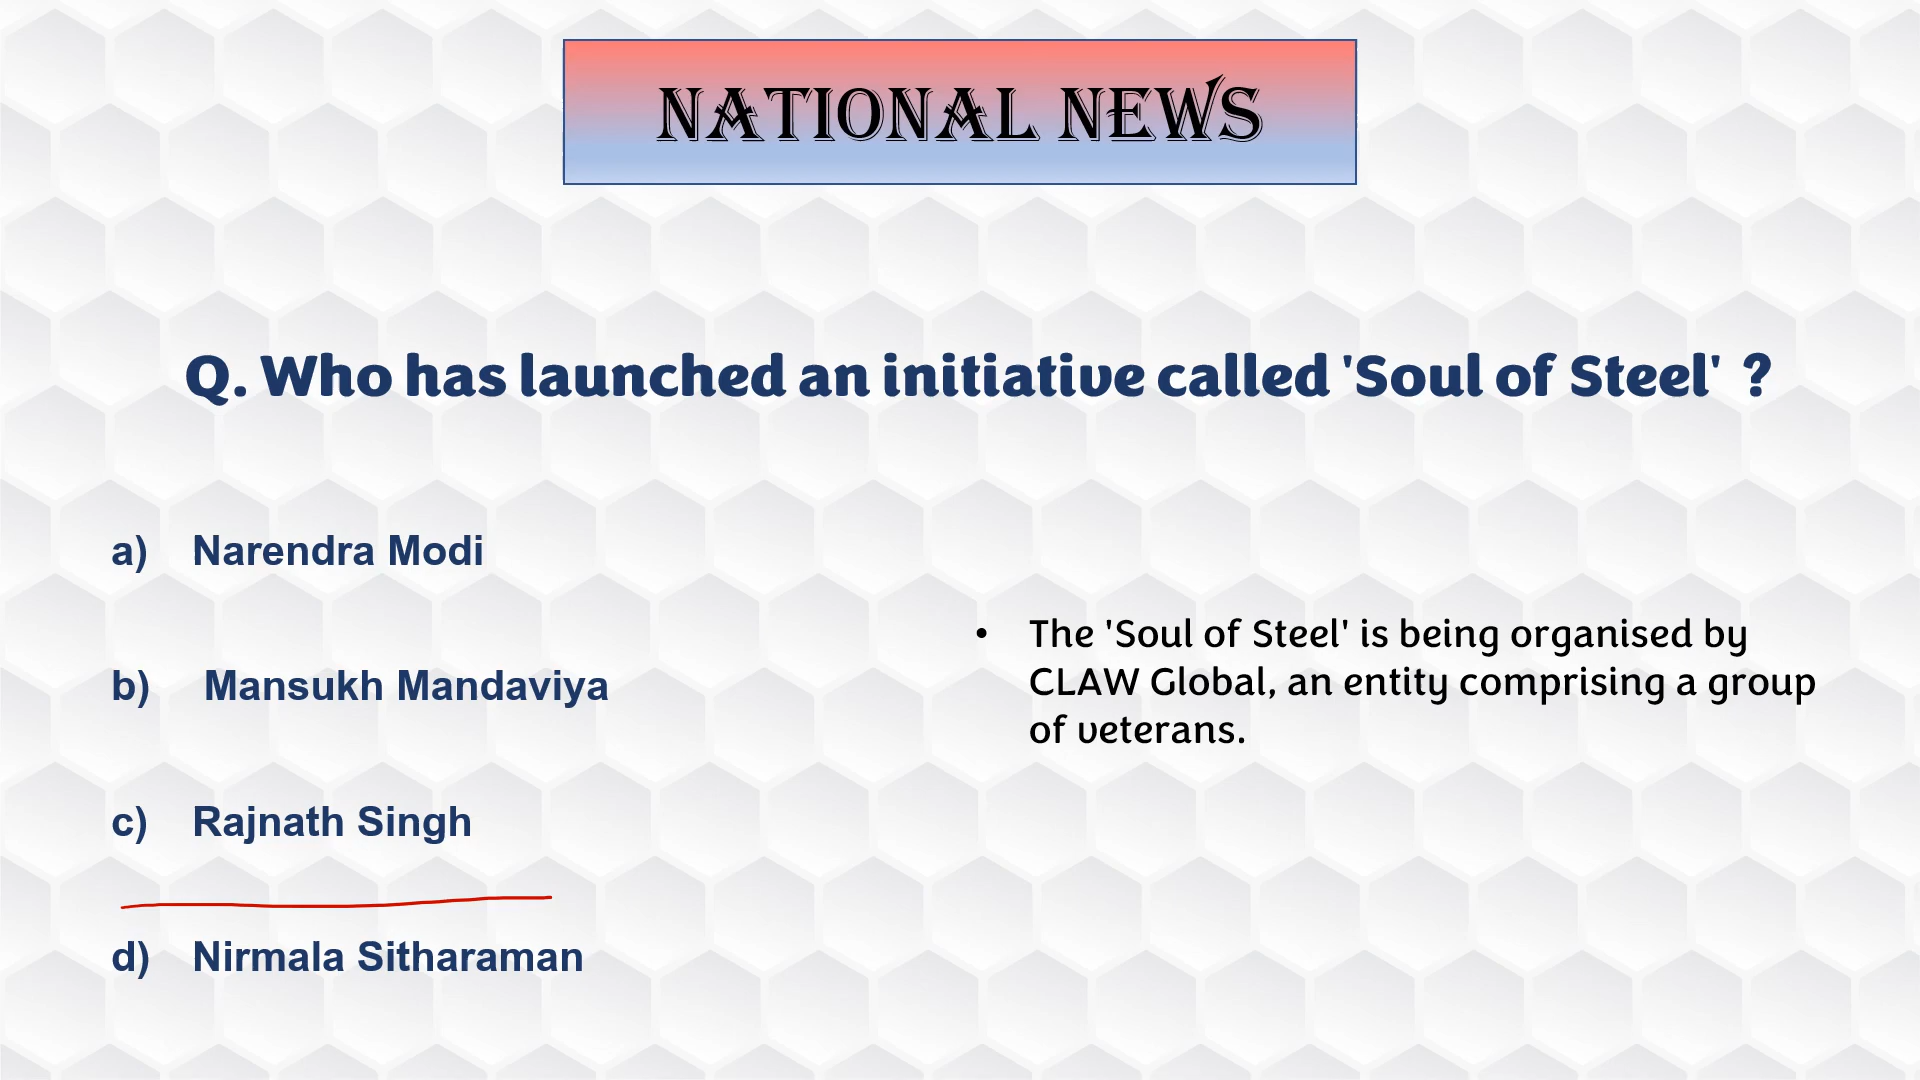 NATIONAL NEWS
Q. Who has launched an initiative called 'Soul of Steel' ?
a) Narendra Modi
b) Mansukh Mandaviya
c) Rajnath Singh
d) Nirmala Sitharaman
• The 'Soul of Steel' is being organised by
CLAW Global, an entity comprising a group
of veterans.